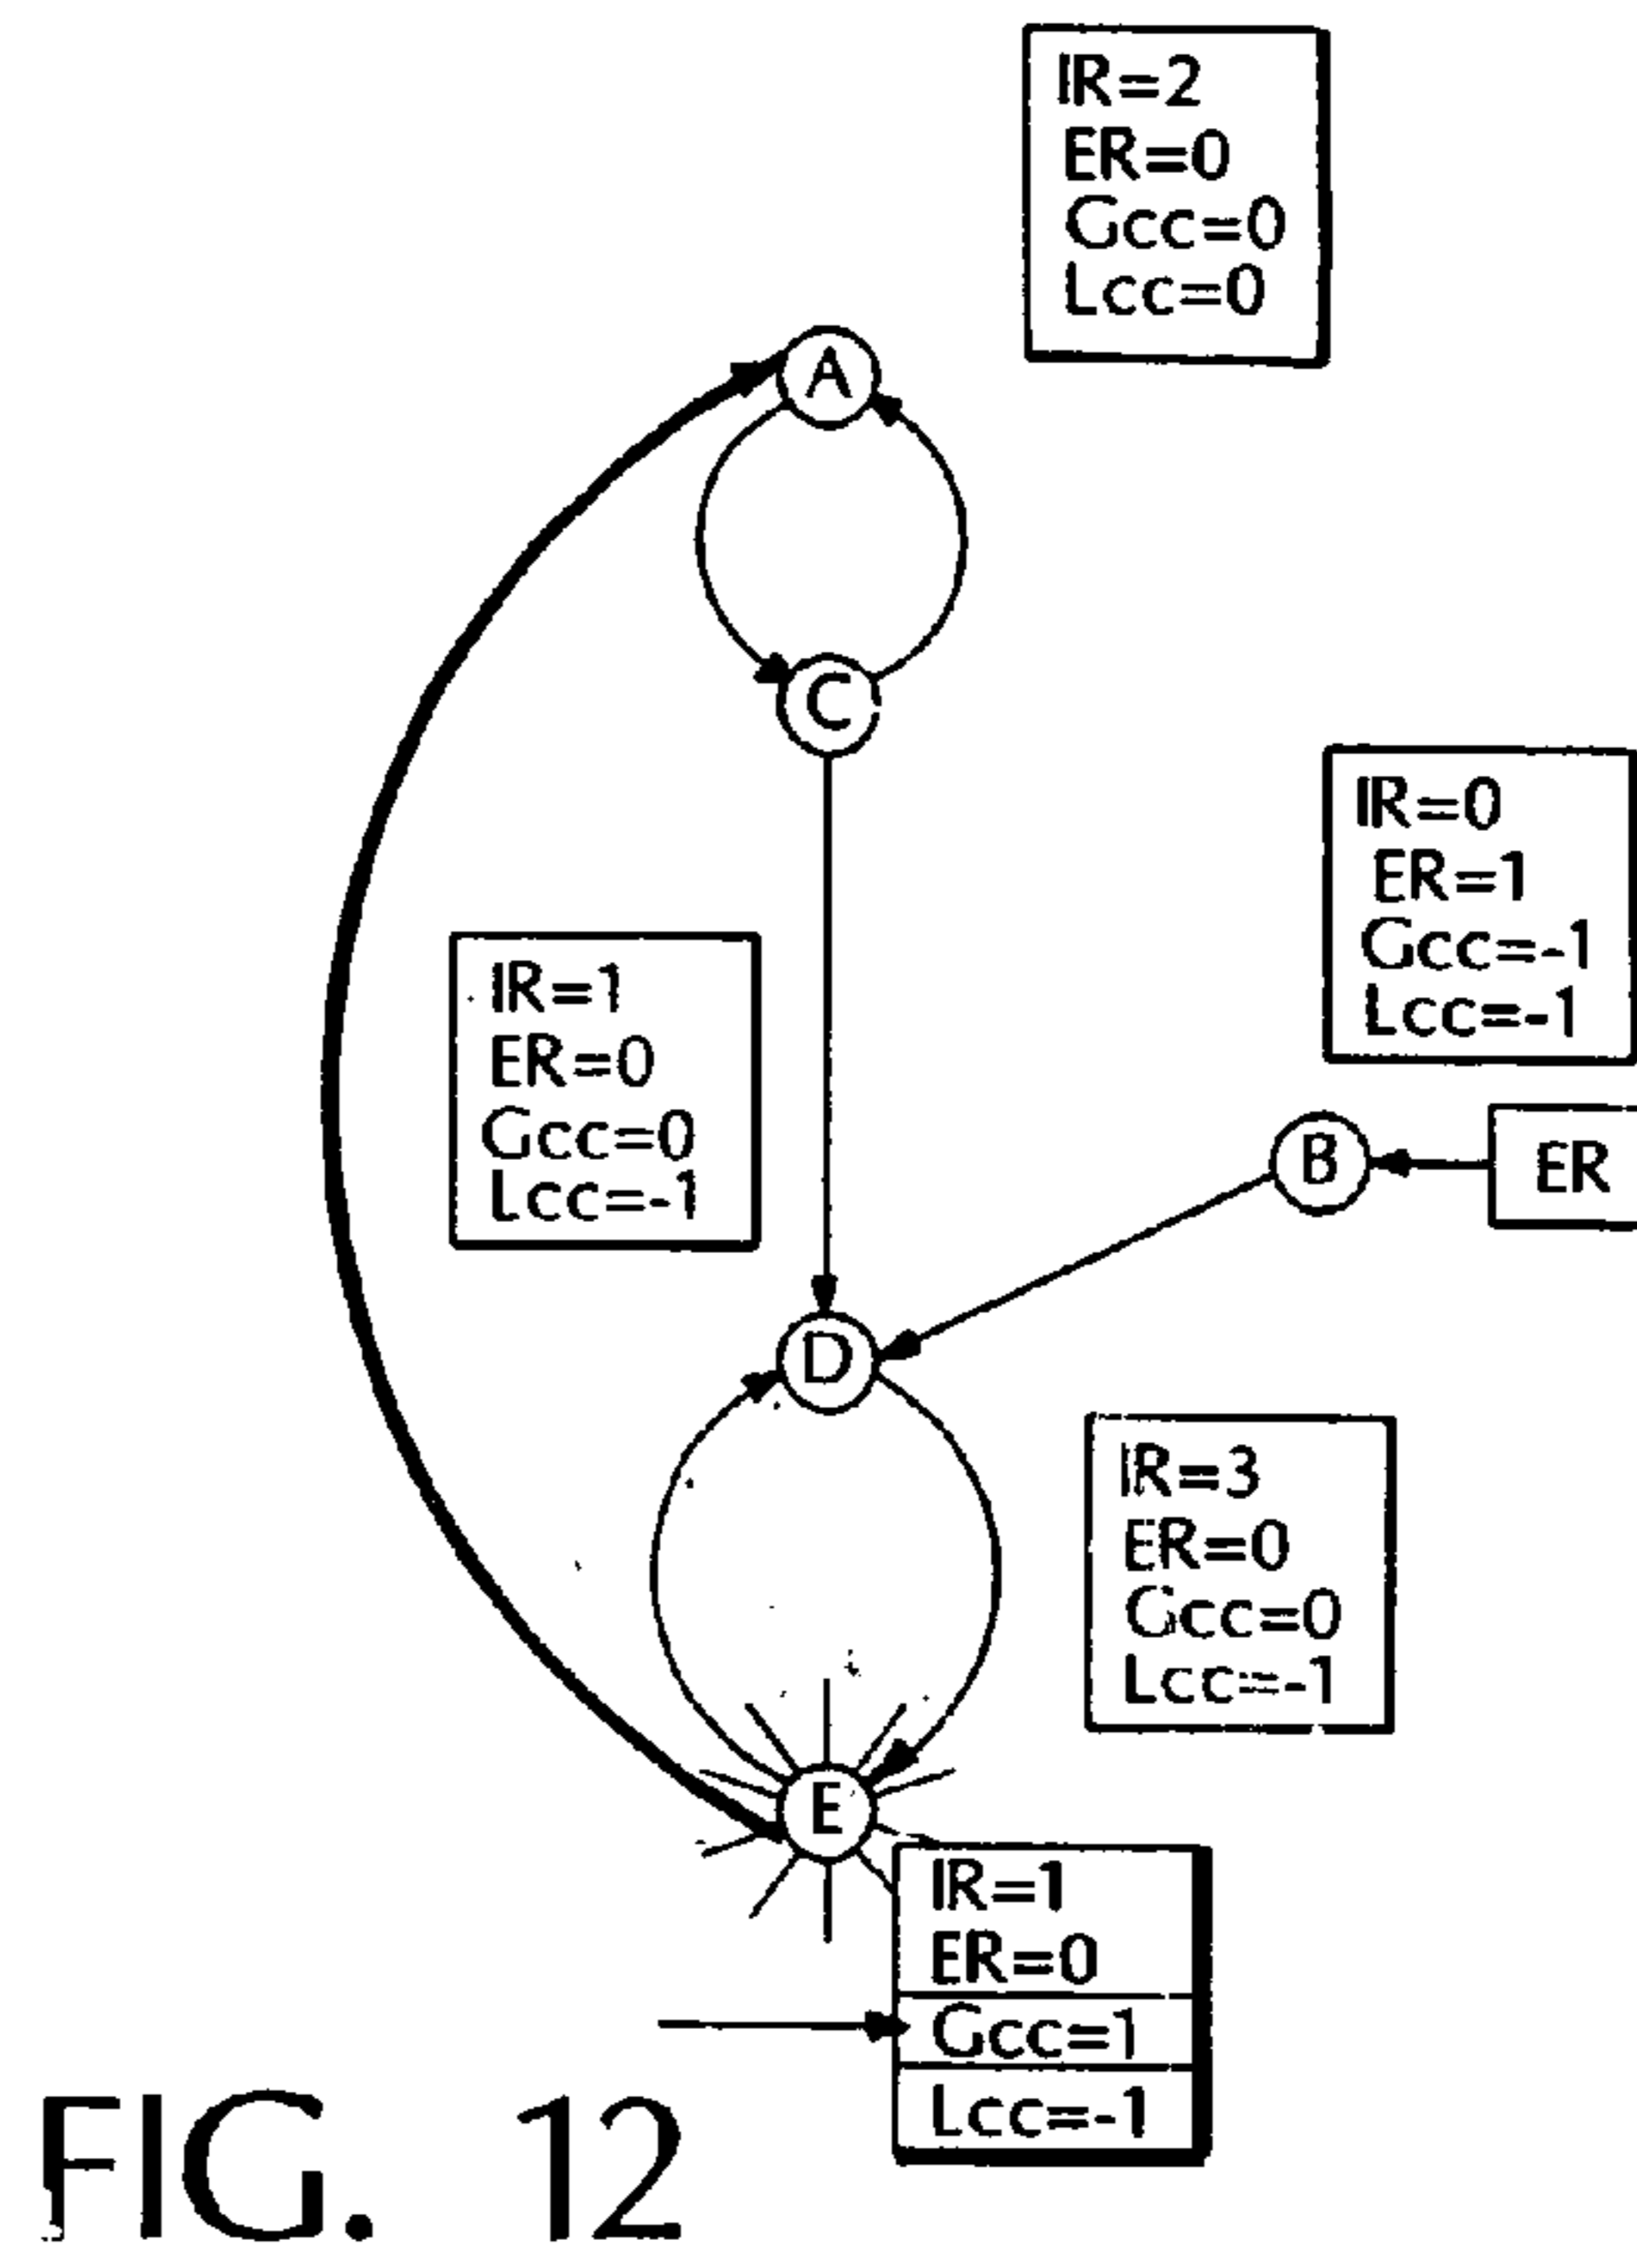 IR=2
ER=0
Gcc=0
Lcc=0
A
C
IR=0
ER=1
Gcc=-1
Lcc=-1
IR=1
ER=0
Gcc=0
Lcc=-1
B
ER
D
IR=3
ER=0
Gcc=0
Lcc=-1
E
IR=1
ER=0
Gcc=1
Lcc=-1
FIG. 12